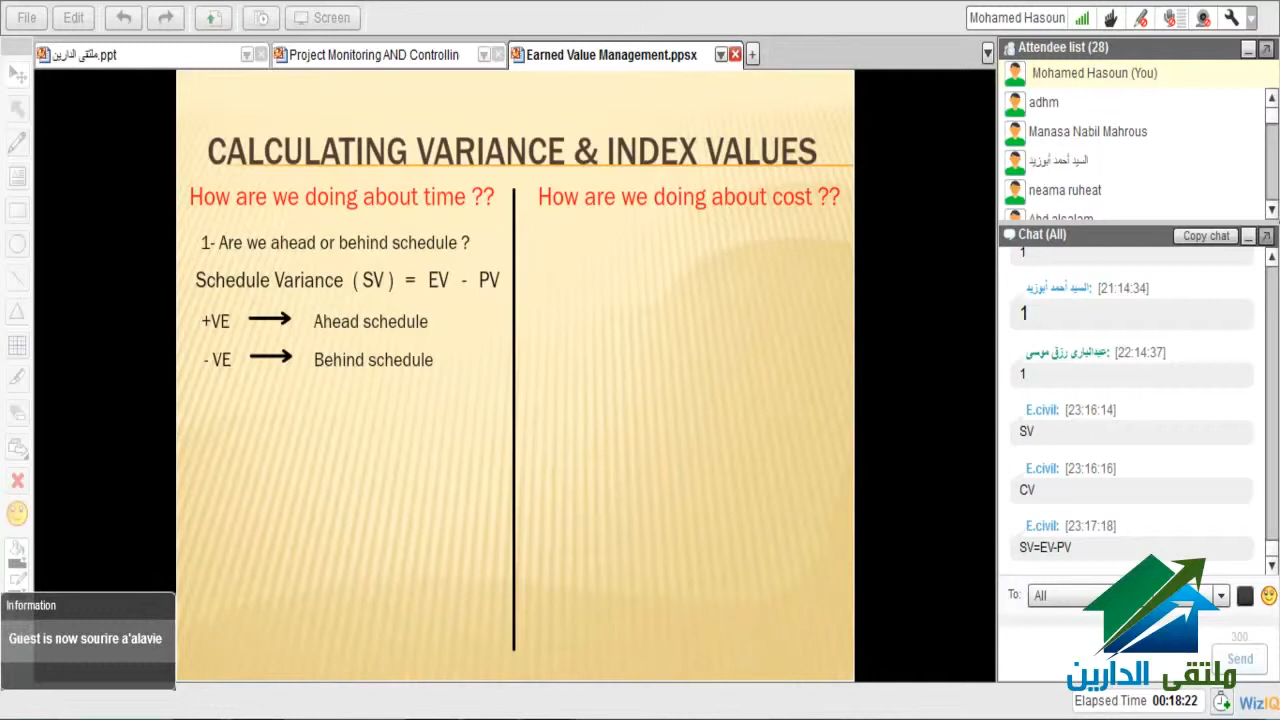 File
Edit
Screen
Mohamed Hasoun
ملتقى الدارين.ppt
Project Monitoring AND Controllin
Earned Value Management.ppsx
Attendee list (28)
Mohamed Hasoun (You)
adhm
Manasa Nabil Mahrous
السيد أحمد أبوزيد
neama ruheat
Abd alsalam
CALCULATING VARIANCE & INDEX VALUES
How are we doing about time ??
How are we doing about cost ??
1- Are we ahead or behind schedule ?
Schedule Variance ( SV ) = EV - PV
+VE Ahead schedule
- VE Behind schedule
Chat (All)
Copy chat
1
السيد أحمد أبوزيد: [21:14:34]
1
عبدالبارى رزق موسى: [22:14:37]
1
E.civil: [23:16:14]
SV
E.civil: [23:16:16]
CV
E.civil: [23:17:18]
SV=EV-PV
To: All
300
Send
ملتقى الدارين
Elapsed Time 00:18:22
WizIQ
Information
Guest is now sourire a'alavie